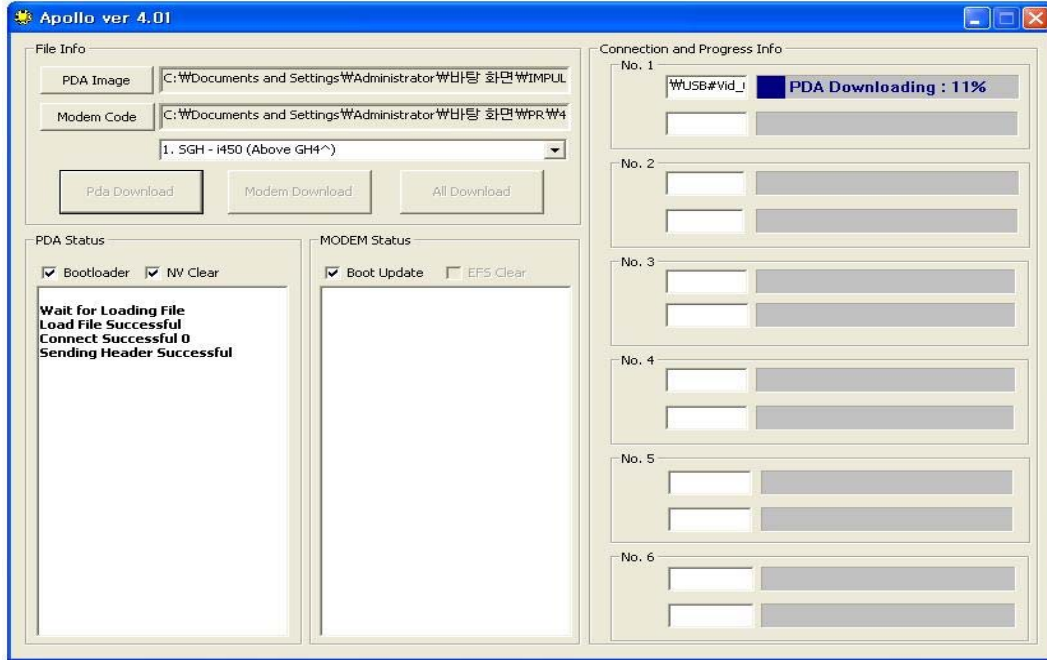 Apollo ver 4.01
File Info
PDA Image
C:₩Documents and Settings₩Administrator₩바탕 화면₩IMPUL
Modem Code
C:₩Documents and Settings₩Administrator₩바탕 화면₩PR₩4
1. SGH - i450 (Above GH4^)
Pda Download
Modem Download
All Download
PDA Status
Bootloader
NV Clear
Wait for Loading File
Load File Successful
Connect Successful 0
Sending Header Successful
MODEM Status
Boot Update
EFS Clear
Connection and Progress Info
No. 1
₩USB#Vid_
PDA Downloading : 11%
No. 2
No. 3
No. 4
No. 5
No. 6